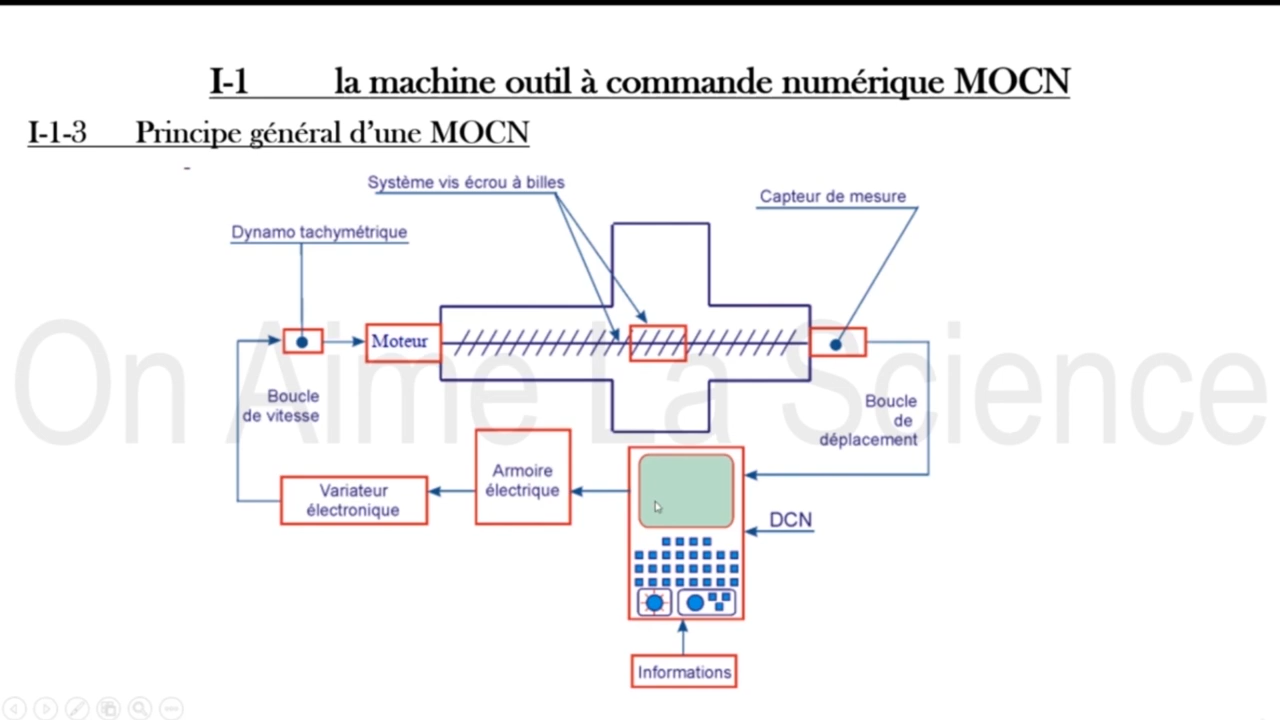 I-1 la machine outil à commande numérique MOCN
I-1-3 Principe général d'une MOCN
-
Système vis écrou à billes
Capteur de mesure
Dynamo tachymétrique
Moteur
On Aime La Science
Boucle
de vitesse
Boucle
de
déplacement
Armoire
électrique
Variateur
électronique
DCN
Informations